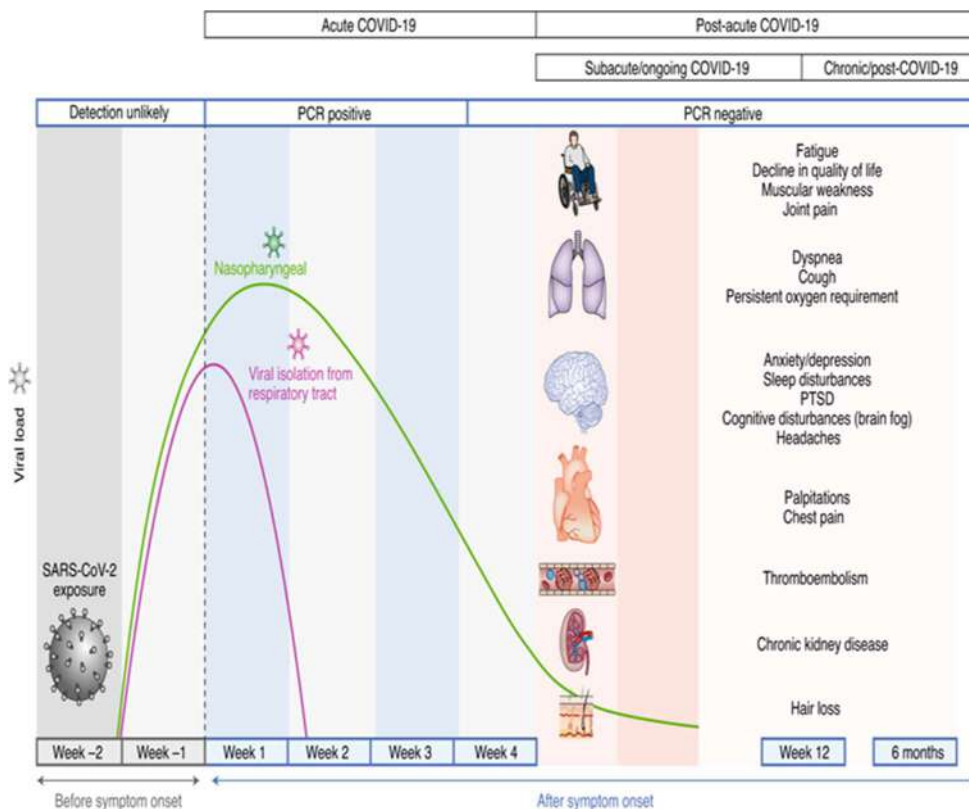 Acute COVID-19
Post-acute COVID-19
Subacute/ongoing COVID-19
Chronic/post-COVID-19
Detection unlikely
PCR positive
PCR negative
Fatigue
Decline in quality of life
Muscular weakness
Joint pain
Nasopharyngeal
Dyspnea
Cough
Persistent oxygen requirement
Viral isolation from
respiratory tract
Anxiety/depression
Sleep disturbances
PTSD
Cognitive disturbances (brain fog)
Headaches
Viral load
Palpitations
Chest pain
SARS-CoV-2
exposure
Thromboembolism
Chronic kidney disease
Hair loss
Week –2
Week –1
Week 1
Week 2
Week 3
Week 4
Week 12
6 months
Before symptom onset
After symptom onset